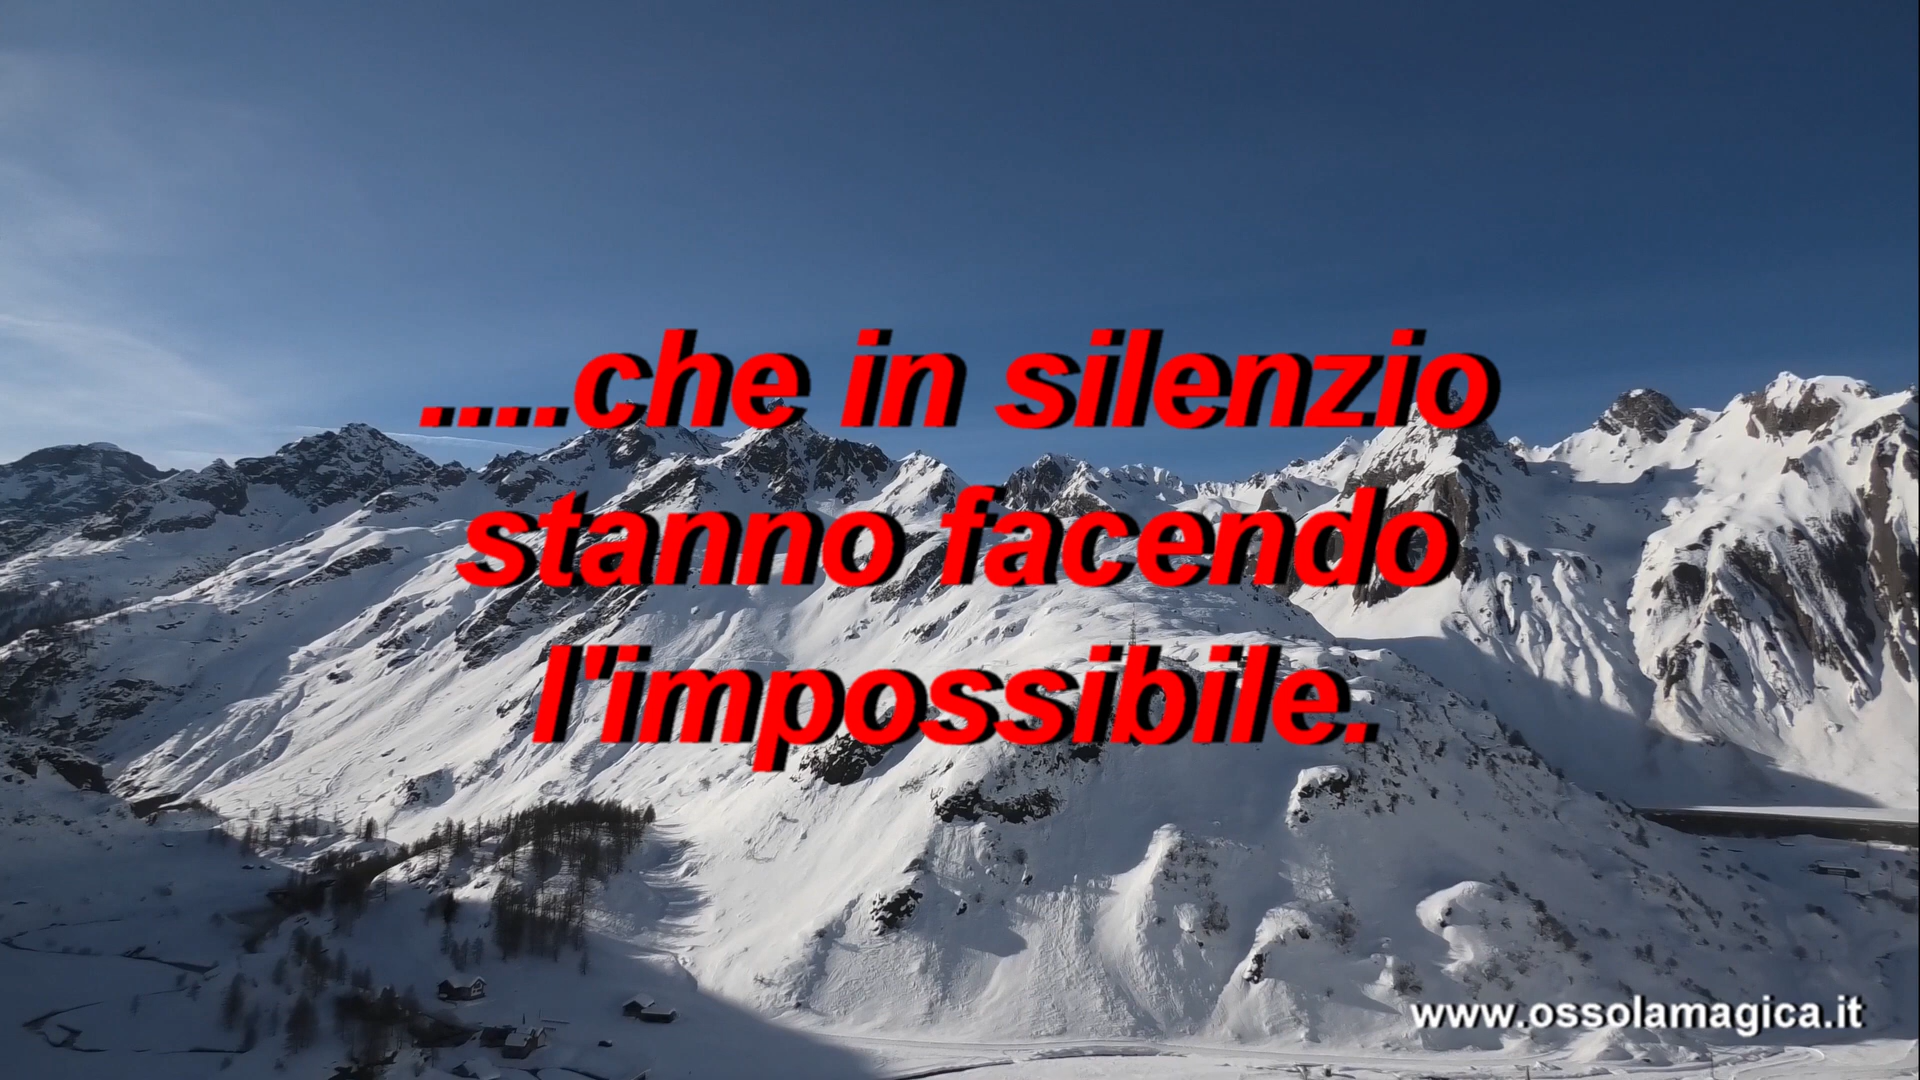 ....che in silenzio
stanno facendo
l'impossibile.
www.ossolamagica.it